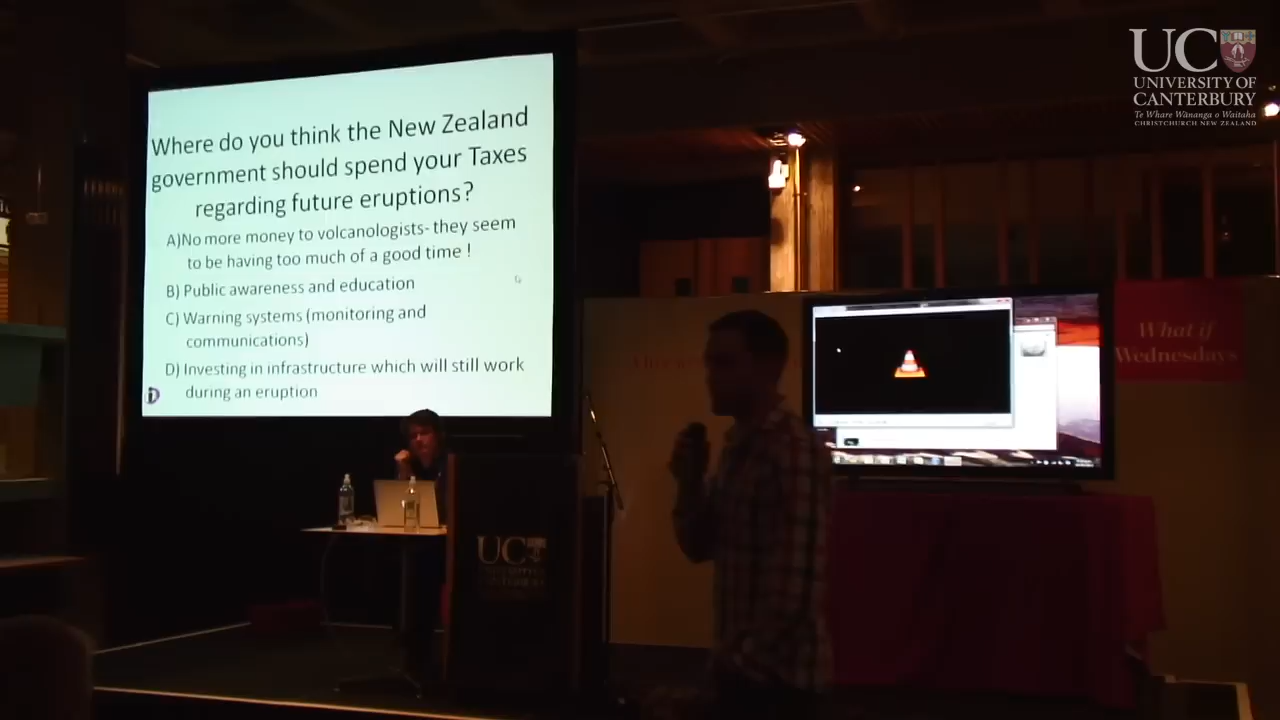 UC
UNIVERSITY OF
CANTERBURY
Te Whare Wānanga o Waitaha
CHRISTCHURCH NEW ZEALAND
Where do you think the New Zealand
government should spend your Taxes
regarding future eruptions?
A)No more money to volcanologists- they seem
to be having too much of a good time !
B) Public awareness and education
C) Warning systems (monitoring and
communications)
D) Investing in infrastructure which will still work
during an eruption
What if
Wednesdays
UC